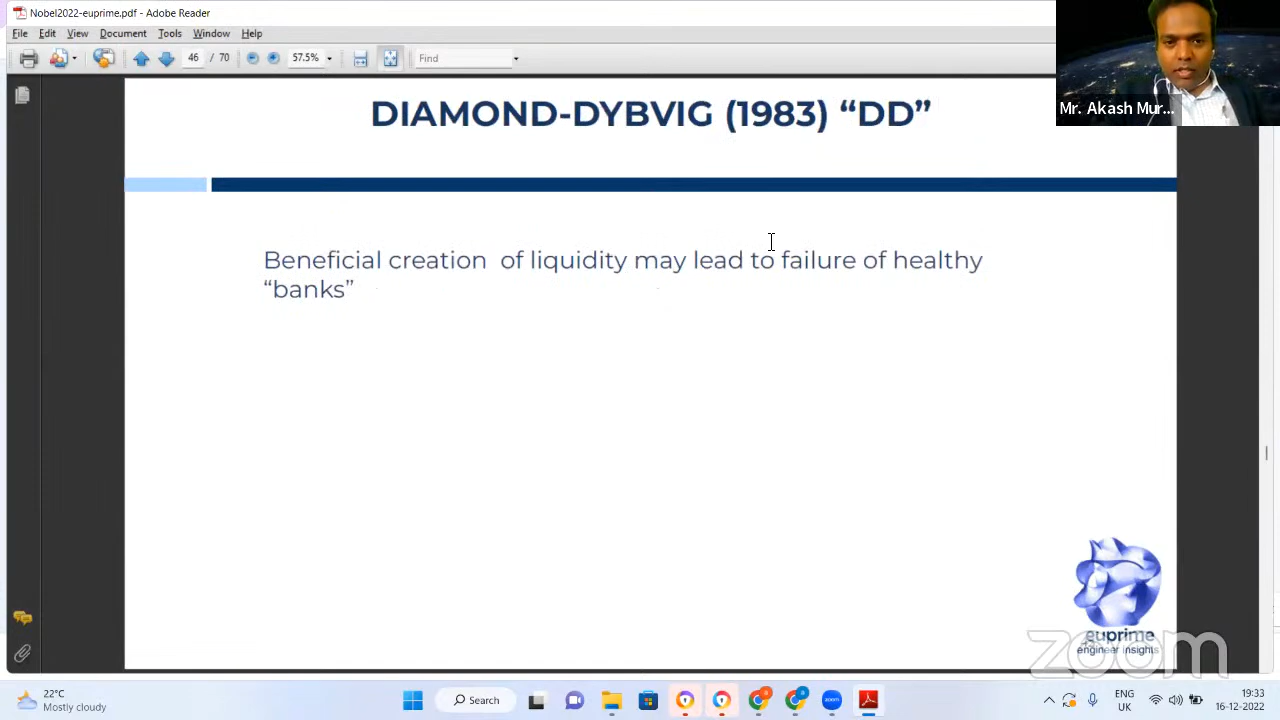 Nobel2022-euprime.pdf - Adobe Reader
File Edit View Document Tools Window Help
46 / 70 57.5% Find
Mr. Akash Mur...
DIAMOND-DYBVIG (1983) “DD”
Beneficial creation of liquidity may lead to failure of healthy
“banks”
euprime
engineer insights
zoom
22°C
Mostly cloudy
Search
zoom
ENG
UK
19:33
16-12-2022